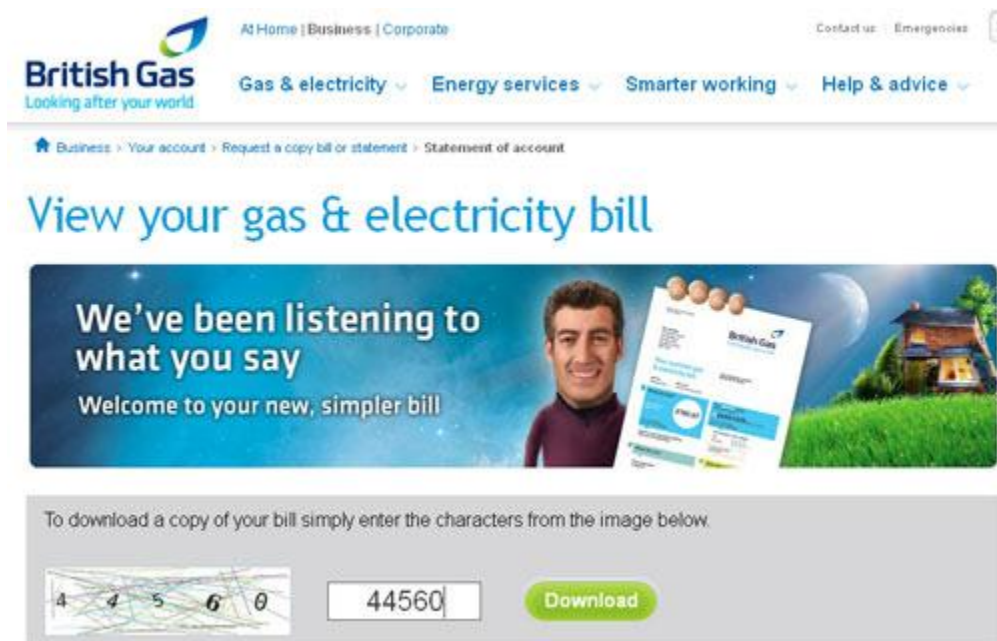 At Home | Business | Corporate
Contact us Emergencies
British Gas
Looking after your world
Gas & electricity Energy services Smarter working Help & advice
Business > Your account > Request a copy bill or statement > Statement of account
View your gas & electricity bill
We've been listening to
what you say
Welcome to your new, simpler bill
British Gas
To download a copy of your bill simply enter the characters from the image below.
4 4 5 6 0
44560
Download